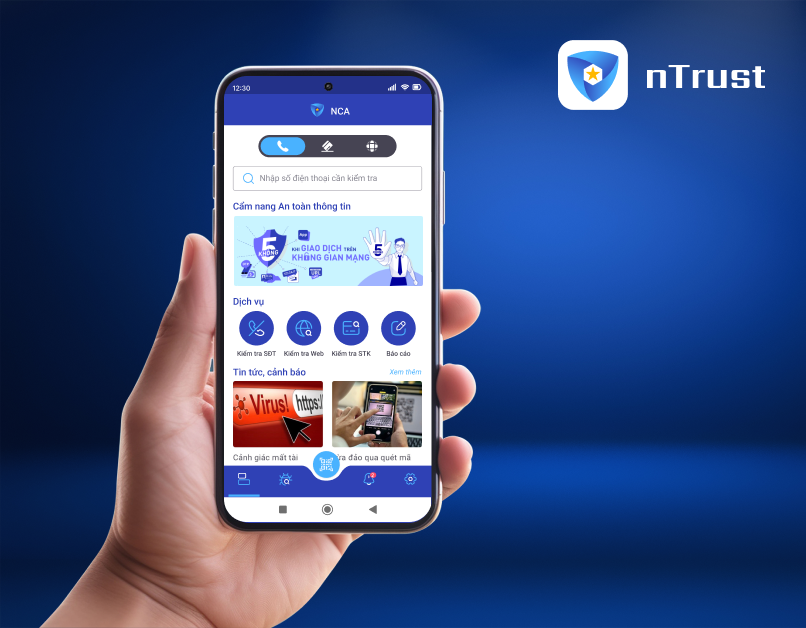 nTrust
12:30
NCA
Nhập số điện thoại cần kiểm tra
Cẩm nang An toàn thông tin
5
KHÔNG
App
KHI GIAO DỊCH TRÊN
KHÔNG GIAN MẠNG
5
Dịch vụ
Kiểm tra SĐT
Kiểm tra Web
Kiểm tra STK
Báo cáo
Tin tức, cảnh báo
Xem thêm
Virus!
https:/
Cảnh giác mất tài
đảo qua quét mã